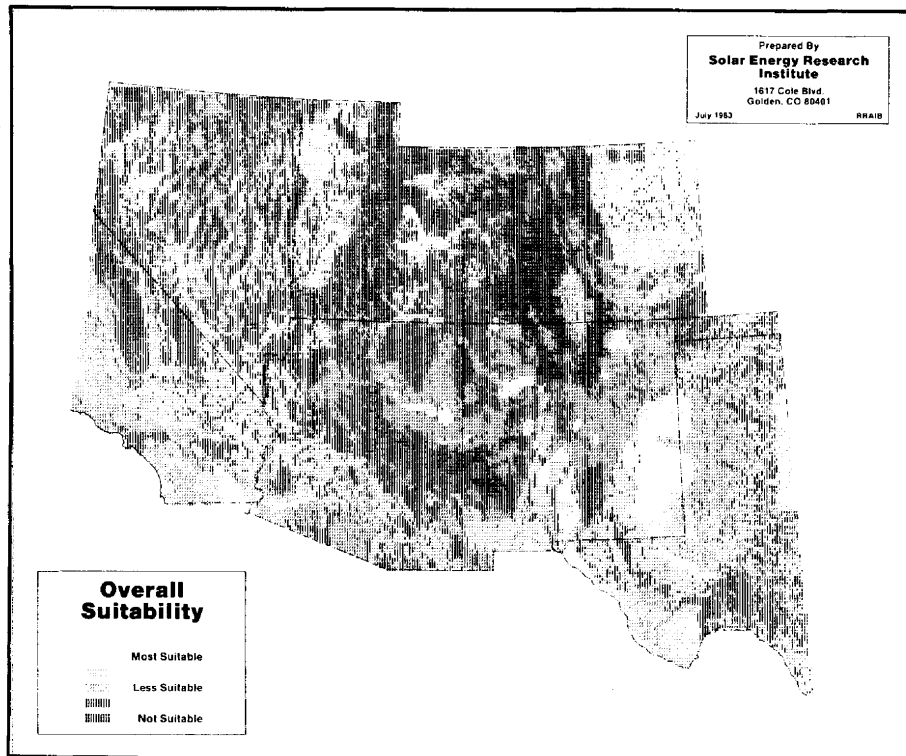 Prepared By
Solar Energy Research
Institute
1617 Cole Blvd.
Golden, CO 80401
July 1983 RRAIB
Overall
Suitability
Most Suitable
Less Suitable
Not Suitable